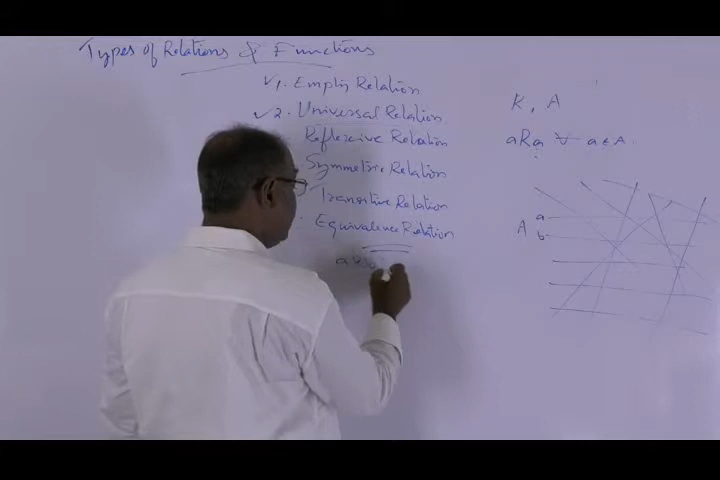 Types of Relations & Functions
✓1. Empty Relation
✓2. Universal Relation
Reflexive Relation
Symmetric Relation
Transitive Relation
Equivalence Relation
R, A
aRa ∀ a ∈ A
A
a
b